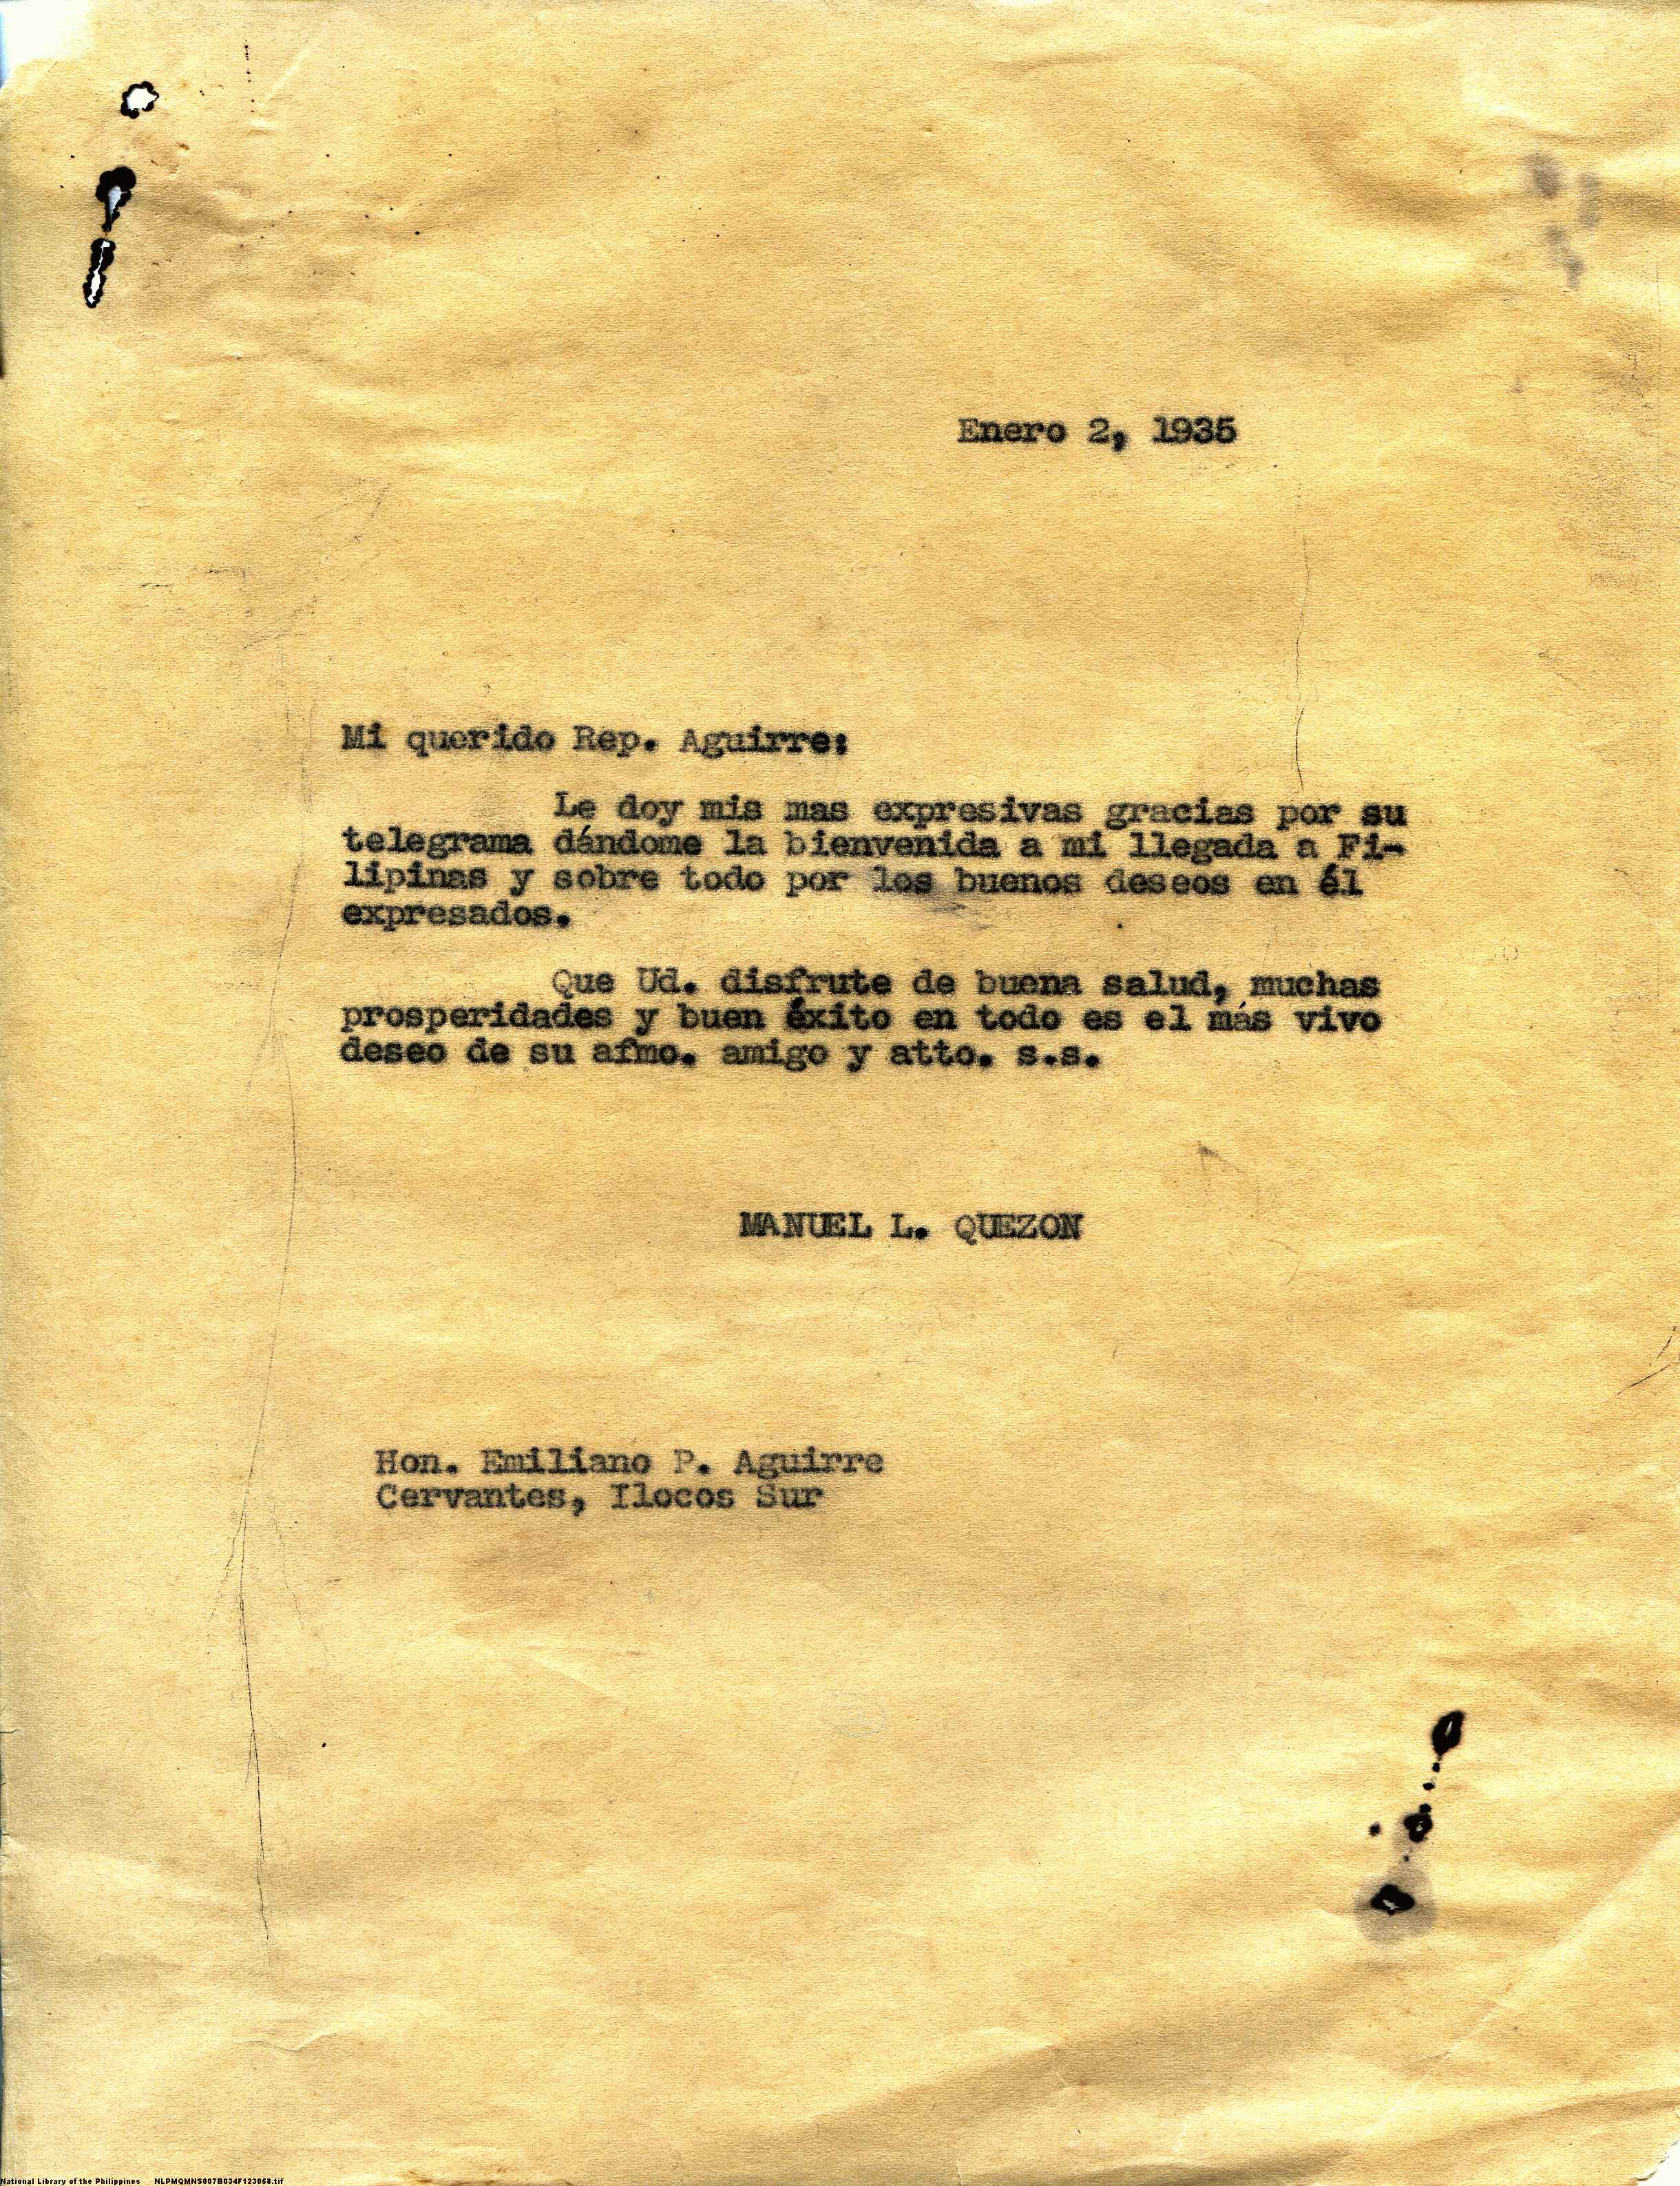 Enero 2, 1935
Mi querido Rep. Aguirre:
Le doy mis mas expresivas gracias por su
telegrama dándome la bienvenida a mi llegada a Fi-
lipinas y sobre todo por los buenos deseos en él
expresados.
Que Ud. disfrute de buena salud, muchas
prosperidades y buen éxito en todo es el más vivo
deseo de su afmo. amigo y atto. s.s.
MANUEL L. QUEZON
Hon. Emiliano P. Aguirre
Cervantes, Ilocos Sur
National Library of the Philippines NLPMQMNS007B034F123058.tif